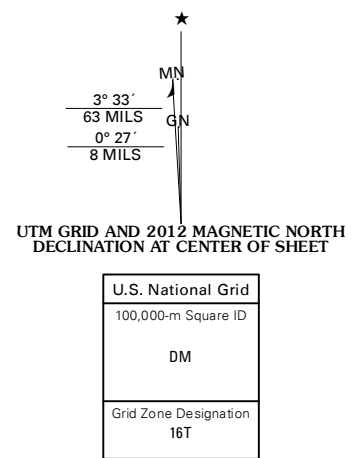 MN
3° 33´
63 MILS
GN
0° 27´
8 MILS
UTM GRID AND 2012 MAGNETIC NORTH
DECLINATION AT CENTER OF SHEET
U.S. National Grid
100,000-m Square ID
DM
Grid Zone Designation
16T